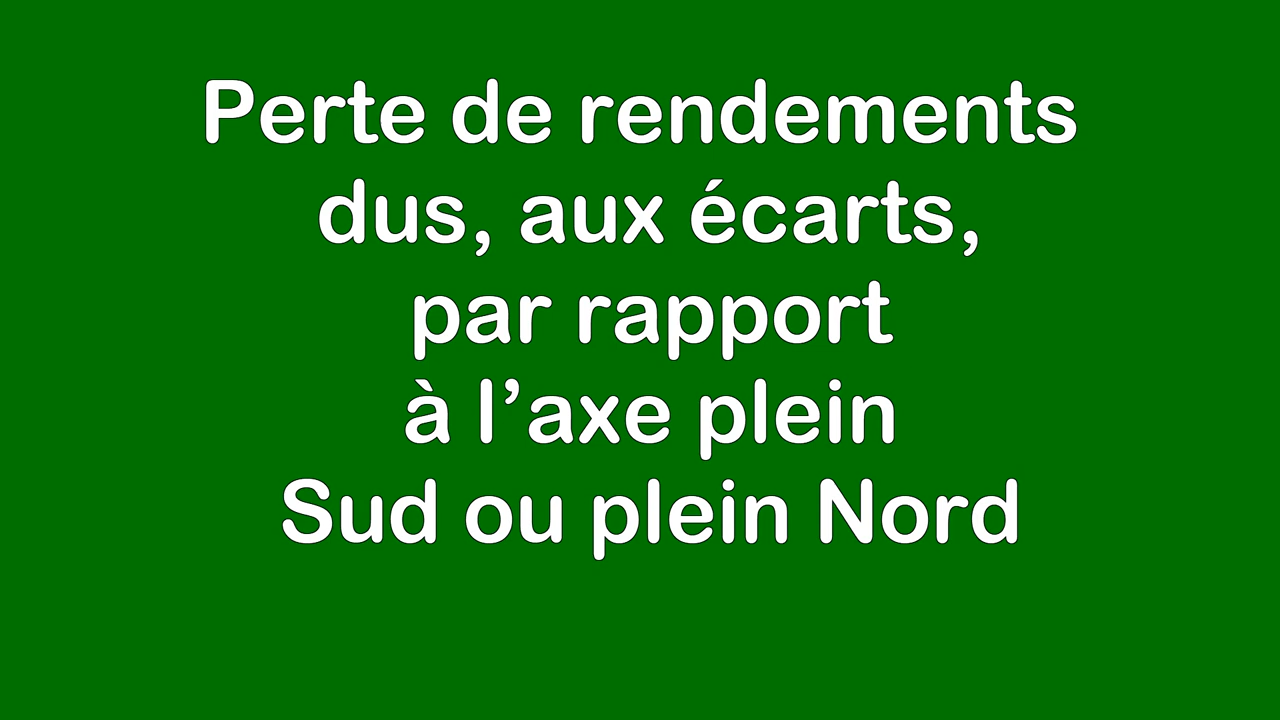 Perte de rendements
dus, aux écarts,
par rapport
à l’axe plein
Sud ou plein Nord